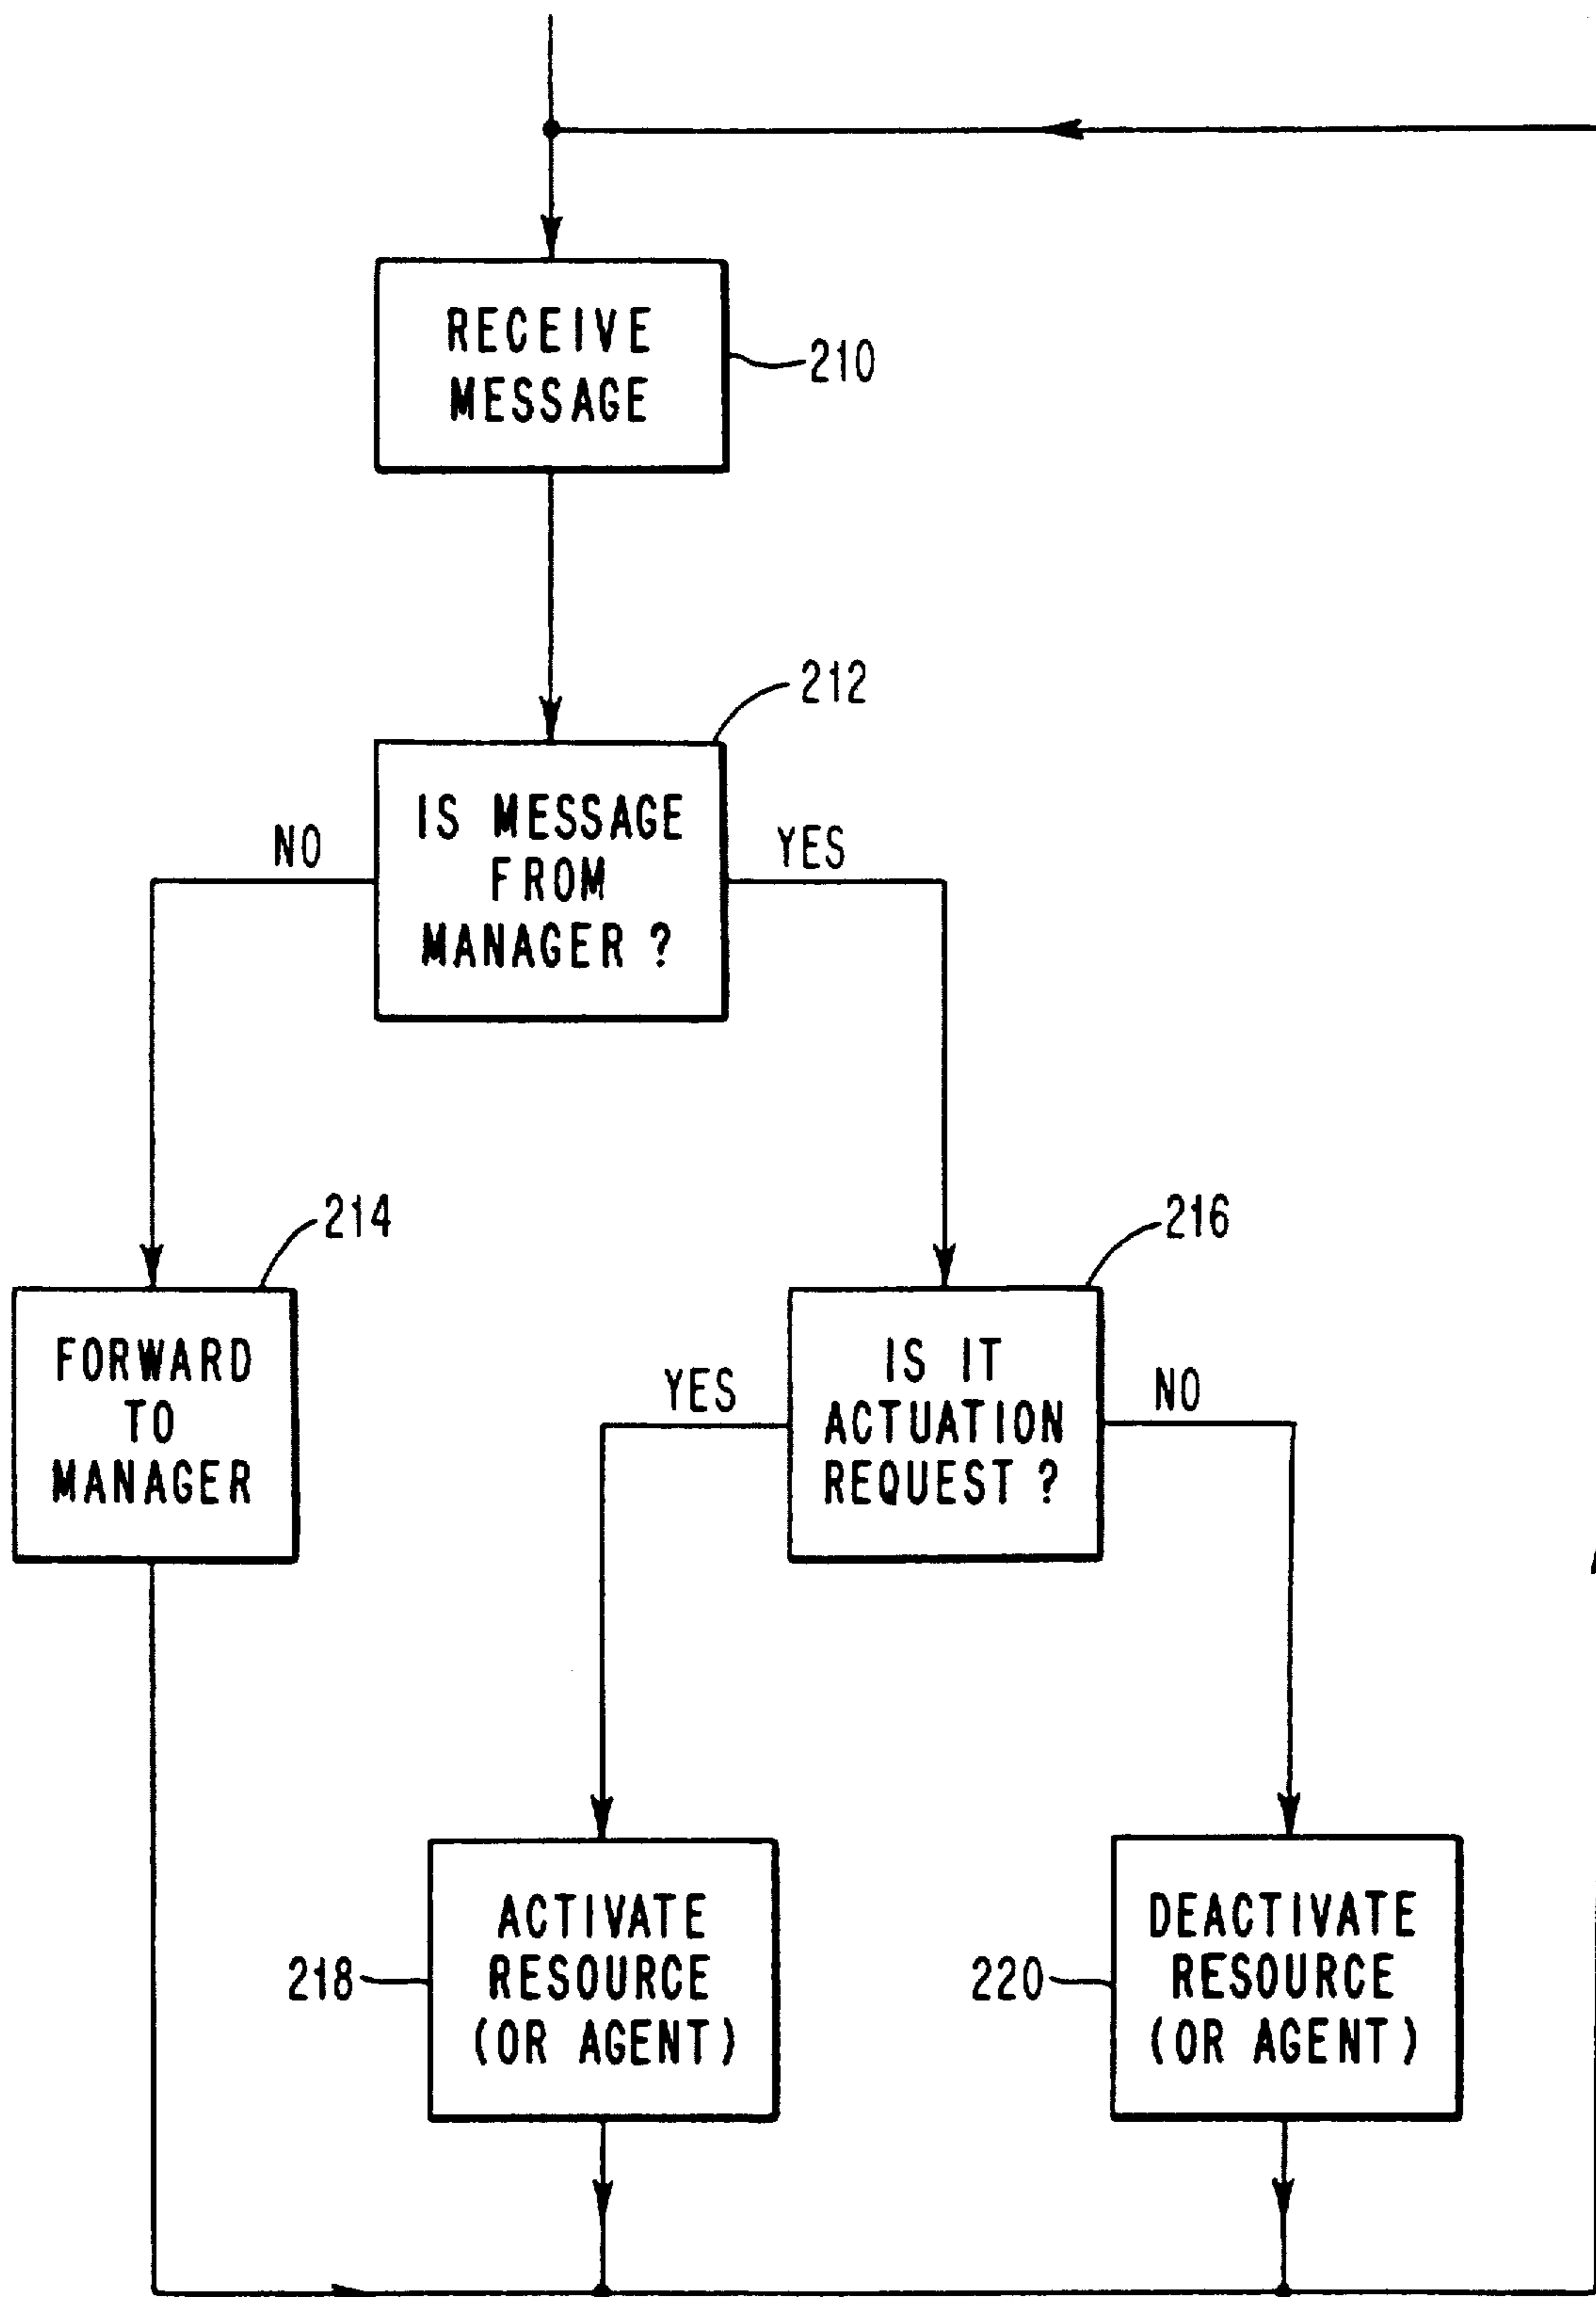 RECEIVE
MESSAGE
210
212
IS MESSAGE
FROM
MANAGER ?
NO
YES
214
216
FORWARD
TO
MANAGER
IS IT
ACTUATION
REQUEST ?
YES
NO
218
ACTIVATE
RESOURCE
(OR AGENT)
220
DEACTIVATE
RESOURCE
(OR AGENT)